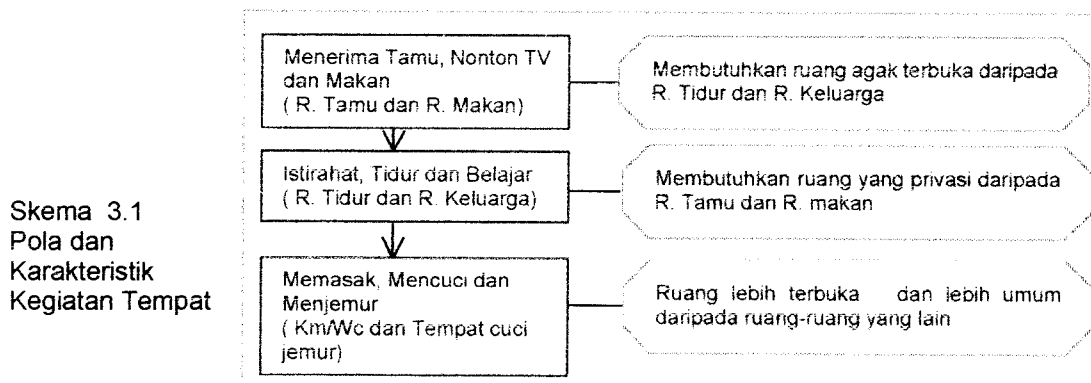 Menerima Tamu, Nonton TV
dan Makan
( R. Tamu dan R. Makan)
Membutuhkan ruang agak terbuka daripada
R. Tidur dan R. Keluarga
Istirahat, Tidur dan Belajar
( R. Tidur dan R. Keluarga)
Membutuhkan ruang yang privasi daripada
R. Tamu dan R. makan
Skema 3.1
Pola dan
Karakteristik
Kegiatan Tempat
Memasak, Mencuci dan
Menjemur
( Km/Wc dan Tempat cuci
jemur)
Ruang lebih terbuka dan lebih umum
daripada ruang-ruang yang lain